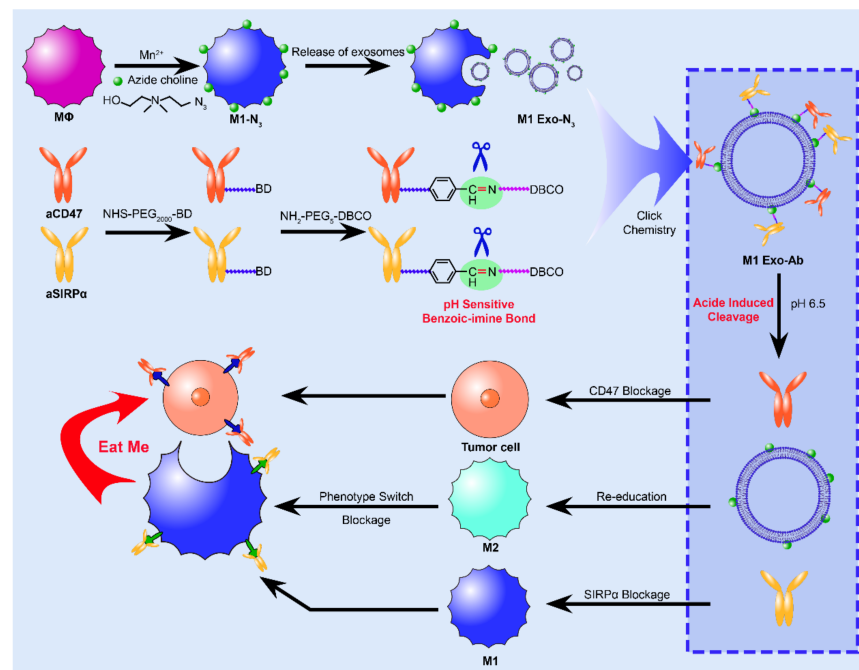 Mn²⁺
Azide choline
HO
N
N₃
MΦ
M1-N₃
Release of exosomes
M1 Exo-N₃
aCD47
BD
C=N
H
DBCO
NHS-PEG₂₀₀₀-BD
NH₂-PEG₅-DBCO
aSIRPα
BD
C=N
H
DBCO
pH Sensitive
Benzoic-imine Bond
Click
Chemistry
M1 Exo-Ab
Acide Induced
Cleavage
pH 6.5
CD47 Blockage
Tumor cell
Eat Me
Phenotype Switch
Blockage
M2
Re-education
SIRPα Blockage
M1